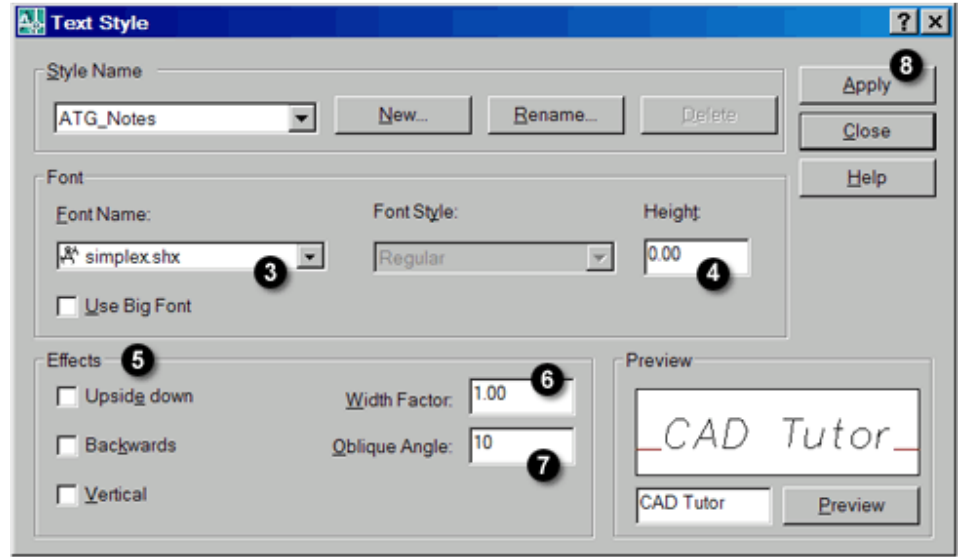 Text Style
Style Name
ATG_Notes New... Rename... Delete
8
Apply
Close
Help
Font
Font Name: Font Style: Height:
simplex.shx Regular 0.00
3 4
Use Big Font
Effects 5
Upside down
Backwards
Vertical
Width Factor: 1.00 6
Oblique Angle: 10 7
Preview
CAD Tutor
CAD Tutor Preview